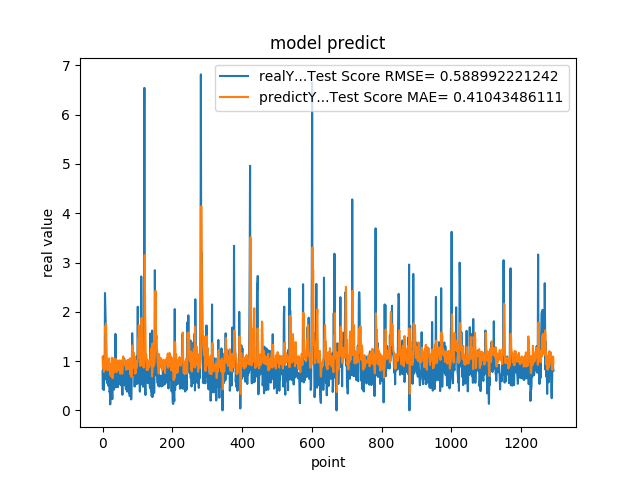 model predict
realY...Test Score RMSE= 0.588992221242
predictY...Test Score MAE= 0.41043486111
7
6
5
4
3
2
1
0
real value
0 200 400 600 800 1000 1200
point